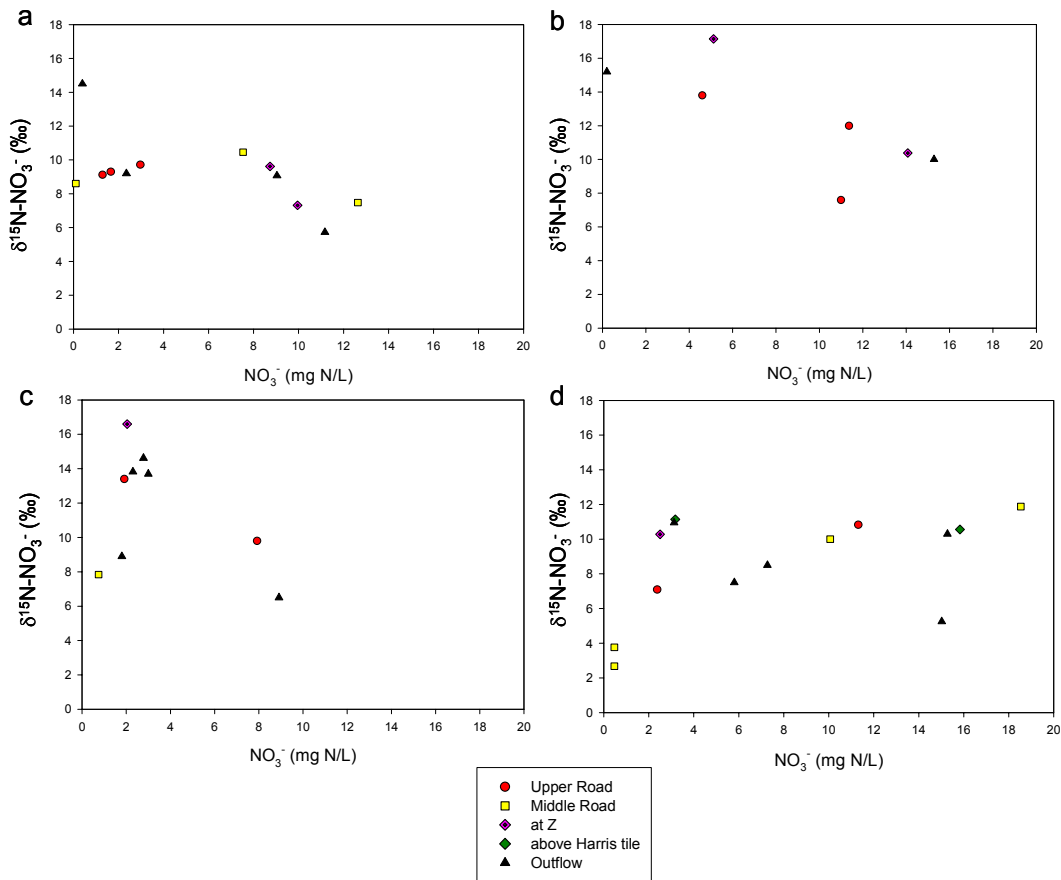 a
18
16
14
12
10
8
6
4
2
0
δ¹⁵N-NO₃⁻ (‰)
0 2 4 6 8 10 12 14 16 18 20
NO₃⁻ (mg N/L)
b
18
16
14
12
10
8
6
4
2
0
δ¹⁵N-NO₃⁻ (‰)
0 2 4 6 8 10 12 14 16 18 20
NO₃⁻ (mg N/L)
c
18
16
14
12
10
8
6
4
2
0
δ¹⁵N-NO₃⁻ (‰)
0 2 4 6 8 10 12 14 16 18 20
NO₃⁻ (mg N/L)
d
18
16
14
12
10
8
6
4
2
0
δ¹⁵N-NO₃⁻ (‰)
0 2 4 6 8 10 12 14 16 18 20
NO₃⁻ (mg N/L)
Upper Road
Middle Road
at Z
above Harris tile
Outflow